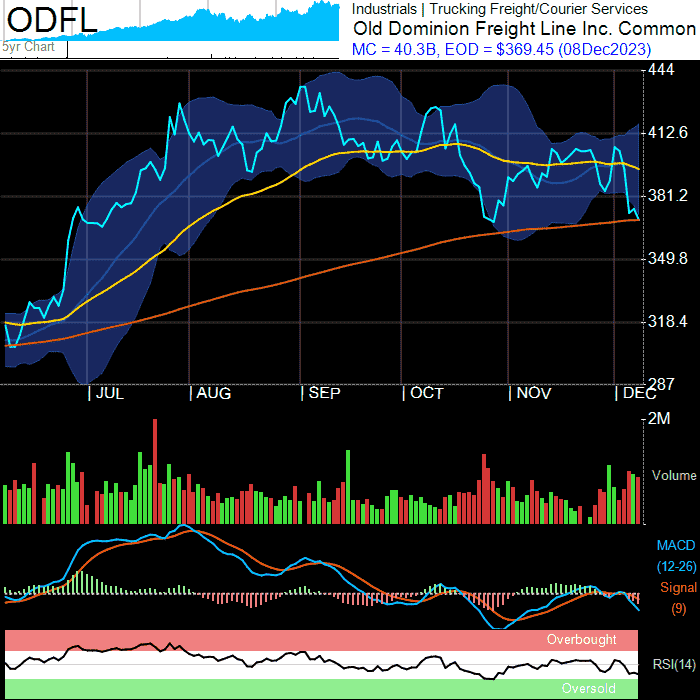 ODFL
5yr Chart
Industrials | Trucking Freight/Courier Services
Old Dominion Freight Line Inc. Common
MC = 40.3B, EOD = $369.45 (08Dec2023)
444
412.6
381.2
349.8
318.4
287
| JUL | AUG | SEP | OCT | NOV | DEC
2M
Volume
MACD
(12-26)
Signal
(9)
Overbought
RSI(14)
Oversold